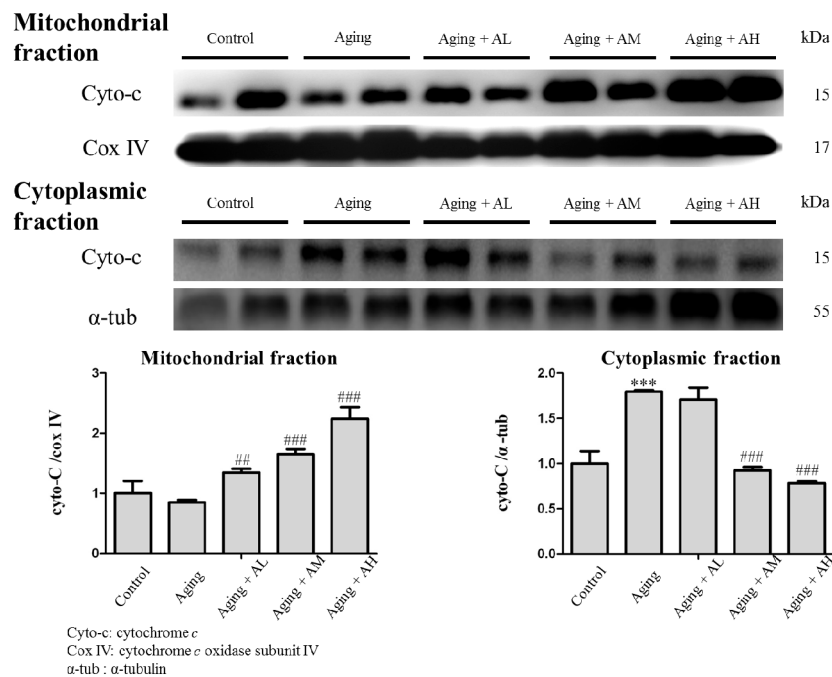 Mitochondrial fraction
Control Aging Aging + AL Aging + AM Aging + AH kDa
Cyto-c 15
Cox IV 17
Cytoplasmic fraction
Control Aging Aging + AL Aging + AM Aging + AH kDa
Cyto-c 15
α-tub 55
Mitochondrial fraction
cyto-C /cox IV
3
2
1
0
##
###
###
Control Aging Aging + AL Aging + AM Aging + AH
Cytoplasmic fraction
cyto-C /α-tub
2.0
1.5
1.0
0.5
0.0
***
###
###
Control Aging Aging + AL Aging + AM Aging + AH
Cyto-c: cytochrome c
Cox IV: cytochrome c oxidase subunit IV
α-tub : α-tubulin